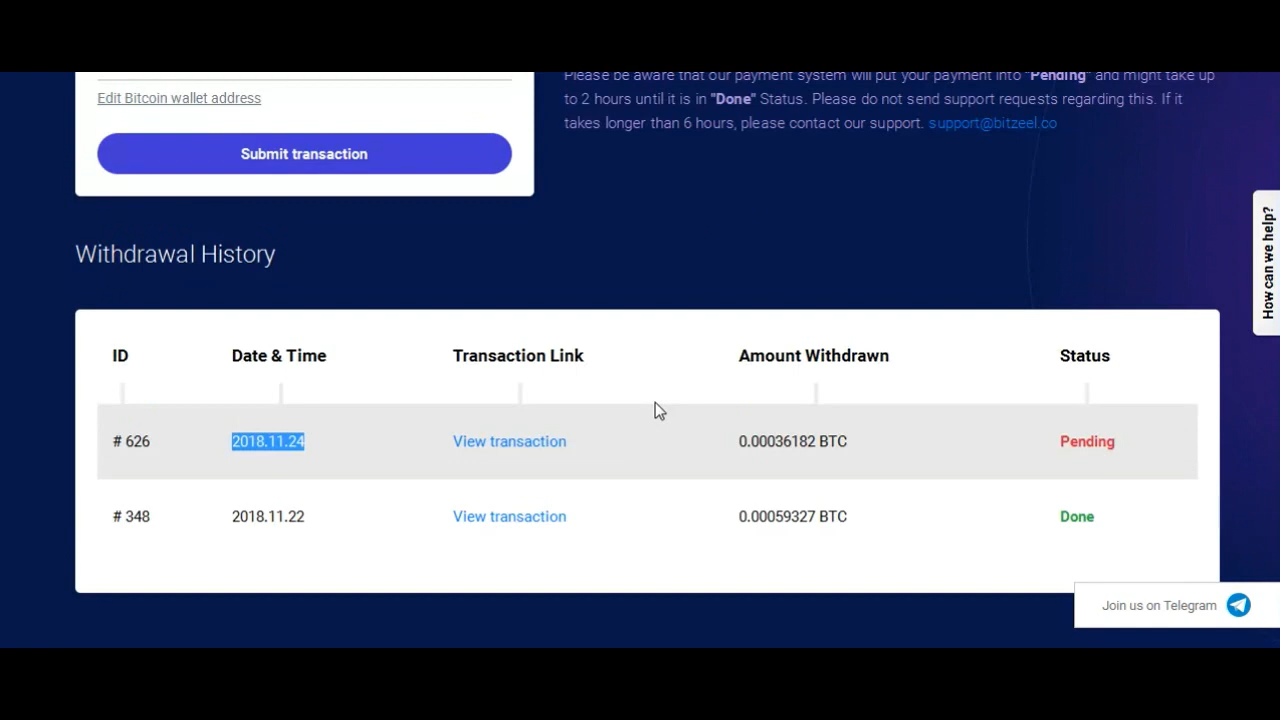 Please be aware that our payment system will put your payment into "Pending" and might take up
to 2 hours until it is in "Done" Status. Please do not send support requests regarding this. If it
takes longer than 6 hours, please contact our support. support@bitzeel.co
Edit Bitcoin wallet address
Submit transaction
How can we help?
Withdrawal History
ID Date & Time Transaction Link Amount Withdrawn Status
# 626 2018.11.24 View transaction 0.00036182 BTC Pending
# 348 2018.11.22 View transaction 0.00059327 BTC Done
Join us on Telegram